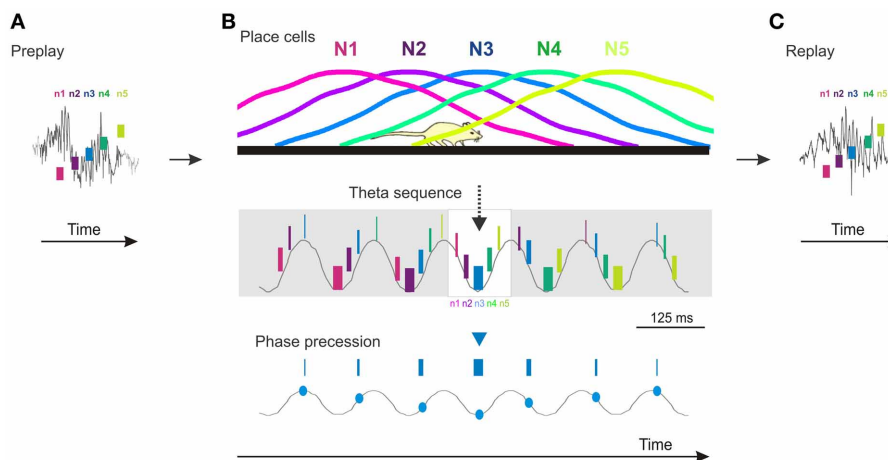 A
Preplay
n1 n2 n3 n4 n5
Time
B
Place cells
N1 N2 N3 N4 N5
Theta sequence
n1 n2 n3 n4 n5
125 ms
Phase precession
Time
C
Replay
n1 n2 n3 n4 n5
Time